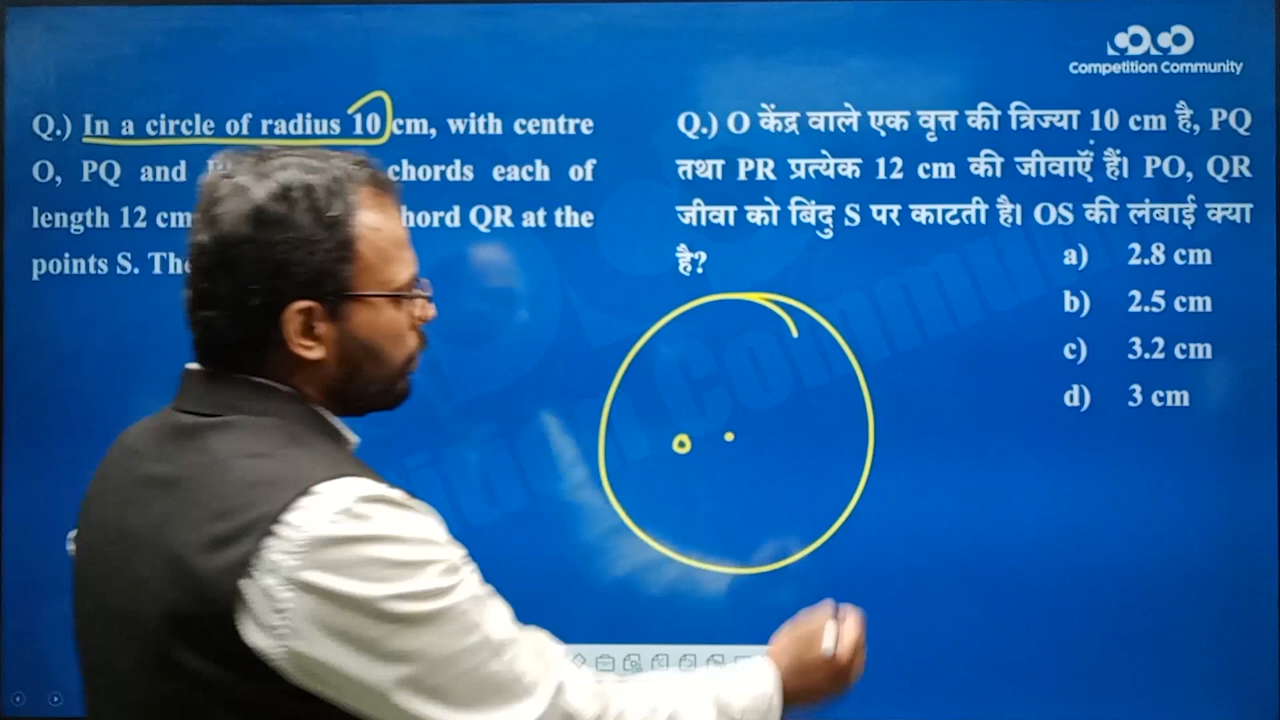 Competition Community
Q.) In a circle of radius 10 cm, with centre
O, PQ and chords each of
length 12 cm hord QR at the
points S. The
Q.) O केंद्र वाले एक वृत्त की त्रिज्या 10 cm है, PQ
तथा PR प्रत्येक 12 cm की जीवाएँ हैं। PO, QR
जीवा को बिंदु S पर काटती है। OS की लंबाई क्या
है?
a) 2.8 cm
b) 2.5 cm
c) 3.2 cm
d) 3 cm
o